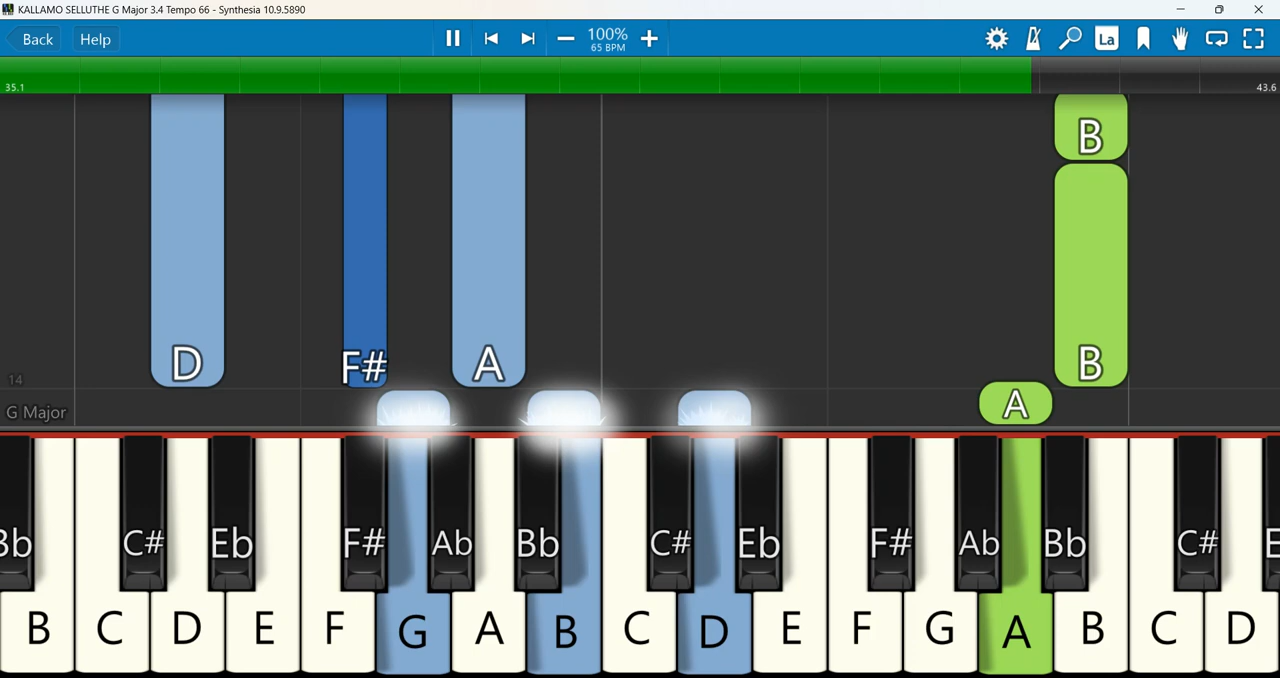 KALLAMO SELLUTHE G Major 3.4 Tempo 66 - Synthesia 10.9.5890
Back Help 100% La
65 BPM
35.1 43.6
B
D F# A B
14
G Major A
Bb C# Eb F# Ab Bb C# Eb F# Ab Bb C# E
B C D E F G A B C D E F G A B C D